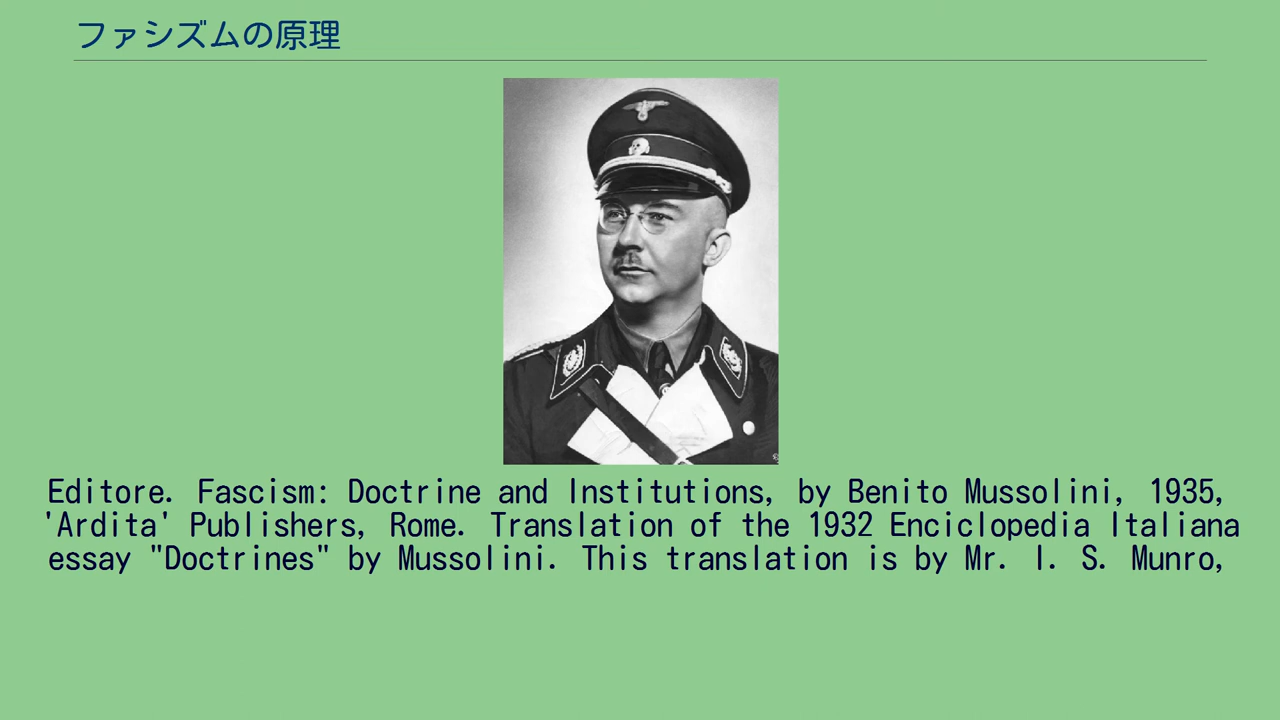 ファシズムの原理
Editore. Fascism: Doctrine and Institutions, by Benito Mussolini, 1935,
'Ardita' Publishers, Rome. Translation of the 1932 Enciclopedia Italiana
essay "Doctrines" by Mussolini. This translation is by Mr. I. S. Munro,